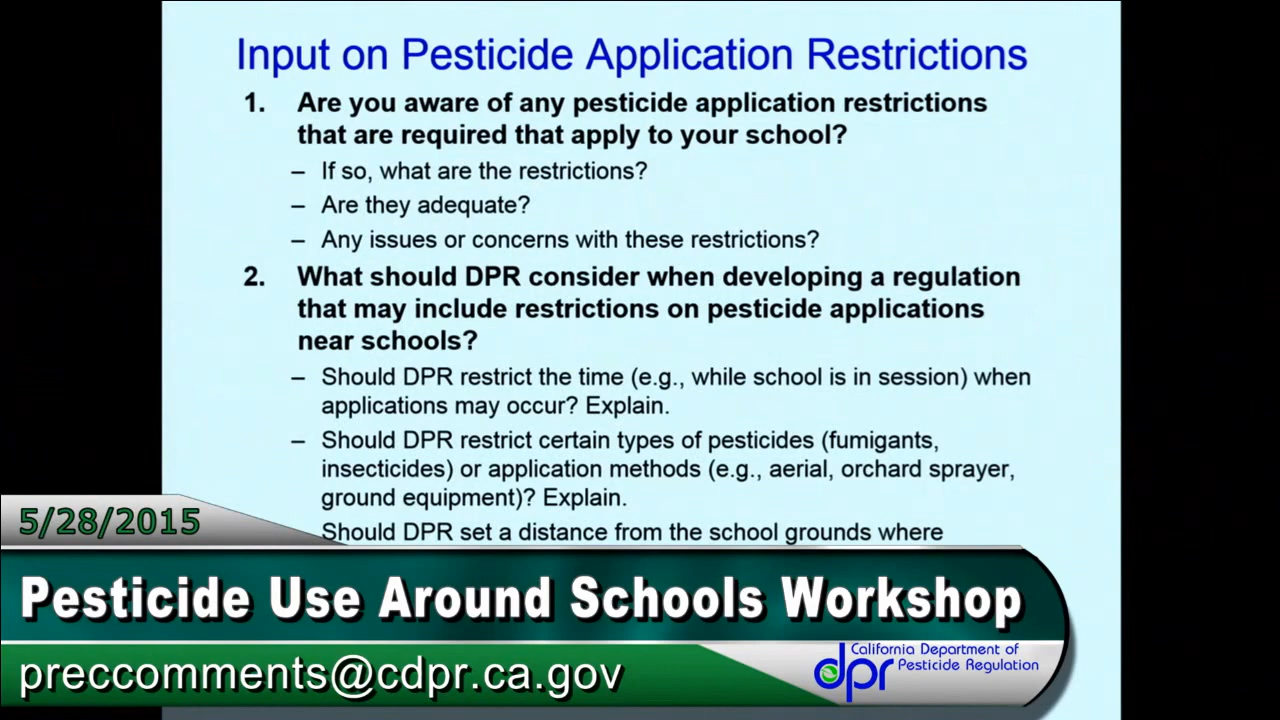 Input on Pesticide Application Restrictions
1. Are you aware of any pesticide application restrictions
that are required that apply to your school?
– If so, what are the restrictions?
– Are they adequate?
– Any issues or concerns with these restrictions?
2. What should DPR consider when developing a regulation
that may include restrictions on pesticide applications
near schools?
– Should DPR restrict the time (e.g., while school is in session) when
applications may occur? Explain.
– Should DPR restrict certain types of pesticides (fumigants,
insecticides) or application methods (e.g., aerial, orchard sprayer,
ground equipment)? Explain.
Should DPR set a distance from the school grounds where
5/28/2015
Pesticide Use Around Schools Workshop
preccomments@cdpr.ca.gov
dpr
California Department of
Pesticide Regulation